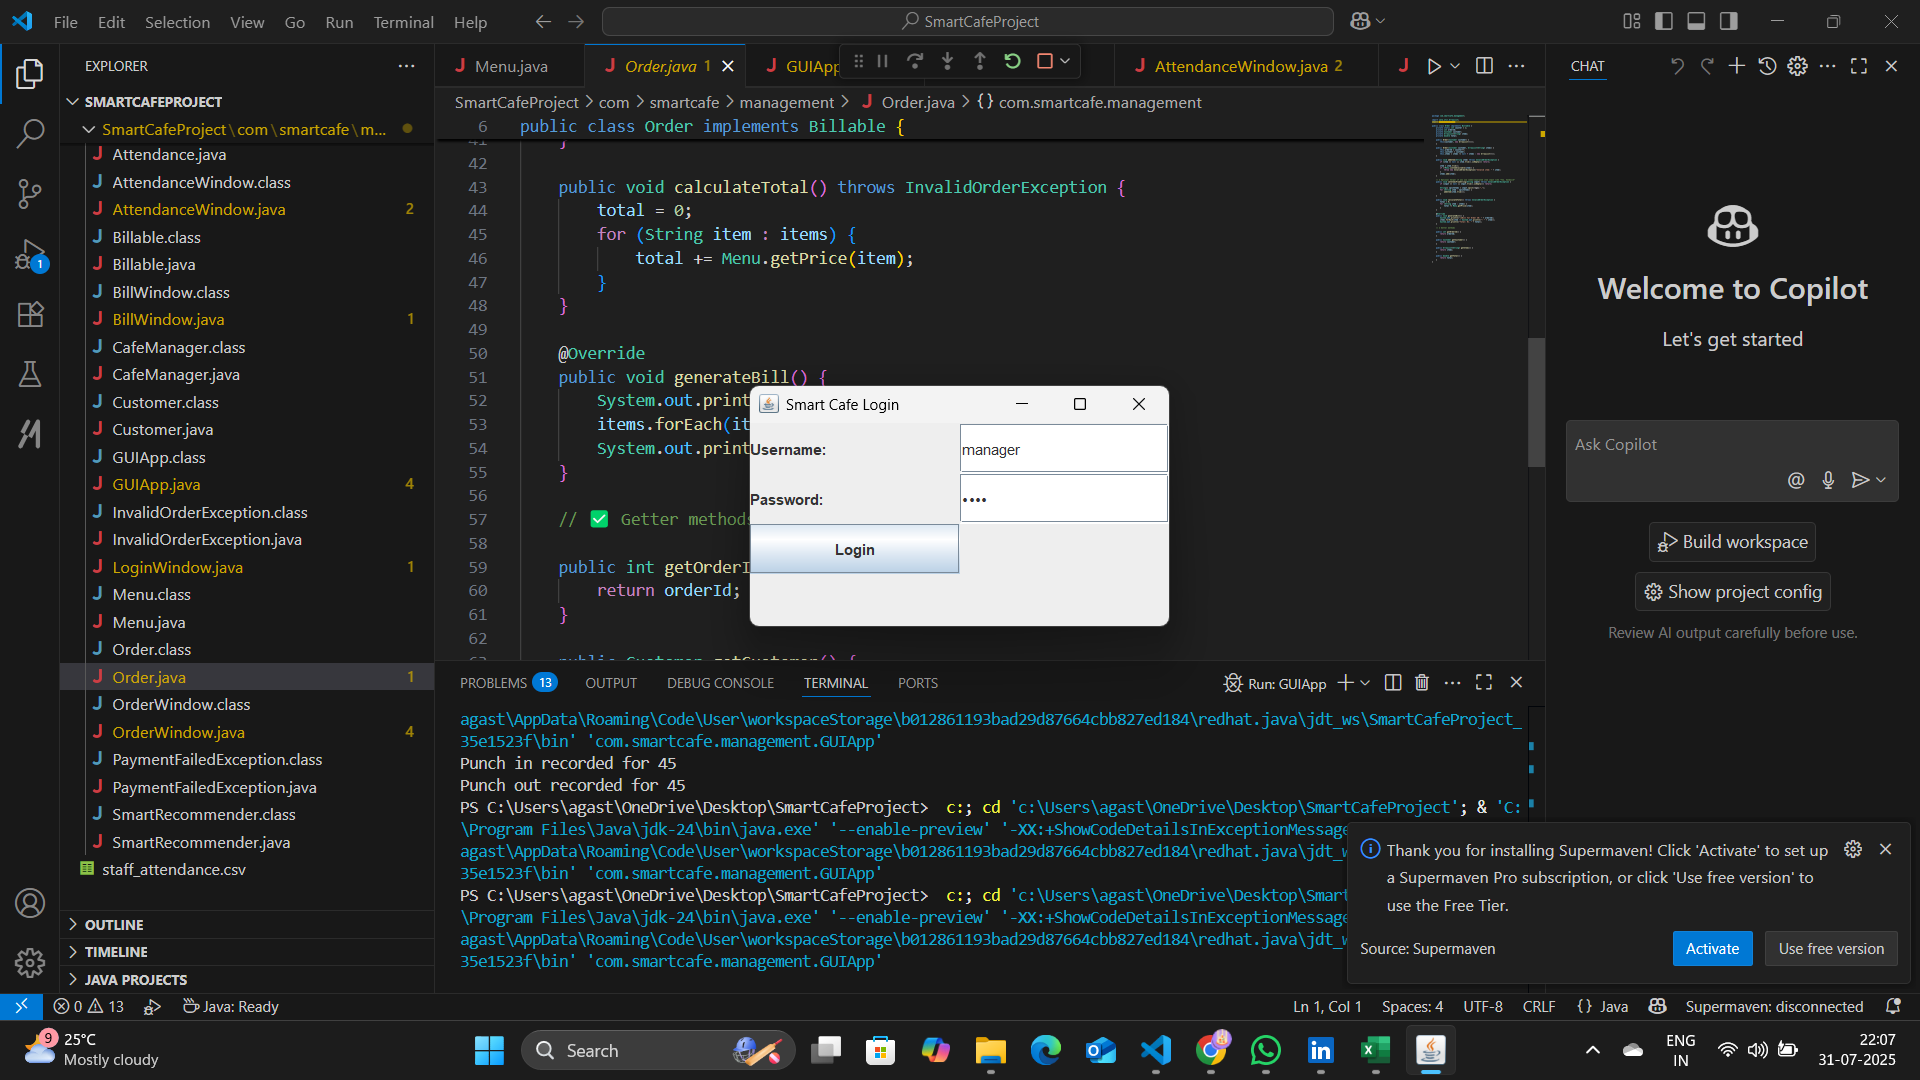 File Edit Selection View Go Run Terminal Help
SmartCafeProject
EXPLORER
SMARTCAFEPROJECT
SmartCafeProject\com\smartcafe\m...
Attendance.java
AttendanceWindow.class
AttendanceWindow.java 2
Billable.class
Billable.java
BillWindow.class
BillWindow.java 1
CafeManager.class
CafeManager.java
Customer.class
Customer.java
GUIApp.class
GUIApp.java 4
InvalidOrderException.class
InvalidOrderException.java
LoginWindow.java 1
Menu.class
Menu.java
Order.class
Order.java 1
OrderWindow.class
OrderWindow.java 4
PaymentFailedException.class
PaymentFailedException.java
SmartRecommender.class
SmartRecommender.java
staff_attendance.csv
OUTLINE
TIMELINE
JAVA PROJECTS
1
Menu.java
Order.java 1
GUIApp
AttendanceWindow.java 2
SmartCafeProject > com > smartcafe > management > Order.java > {} com.smartcafe.management
6 public class Order implements Billable {
41 }
42
43 public void calculateTotal() throws InvalidOrderException {
44 total = 0;
45 for (String item : items) {
46 total += Menu.getPrice(item);
47 }
48 }
49
50 @Override
51 public void generateBill() {
52 System.out.print
53 items.forEach(it
54 System.out.print
55 }
56
57 // ✅ Getter methods
58
59 public int getOrderI
60 return orderId;
61 }
62
63 public Customer getCustomer() {
Smart Cafe Login
Username: manager
Password: ••••
Login
PROBLEMS 13 OUTPUT DEBUG CONSOLE TERMINAL PORTS
Run: GUIApp
agast\AppData\Roaming\Code\User\workspaceStorage\b012861193bad29d87664cbb827ed184\redhat.java\jdt_ws\SmartCafeProject_
35e1523f\bin' 'com.smartcafe.management.GUIApp'
Punch in recorded for 45
Punch out recorded for 45
PS C:\Users\agast\OneDrive\Desktop\SmartCafeProject> c:; cd 'c:\Users\agast\OneDrive\Desktop\SmartCafeProject'; & 'C:
\Program Files\Java\jdk-24\bin\java.exe' '--enable-preview' '-XX:+ShowCodeDetailsInExceptionMessage
agast\AppData\Roaming\Code\User\workspaceStorage\b012861193bad29d87664cbb827ed184\redhat.java\jdt_w
35e1523f\bin' 'com.smartcafe.management.GUIApp'
PS C:\Users\agast\OneDrive\Desktop\SmartCafeProject> c:; cd 'c:\Users\agast\OneDrive\Desktop\Smart
\Program Files\Java\jdk-24\bin\java.exe' '--enable-preview' '-XX:+ShowCodeDetailsInExceptionMessage
agast\AppData\Roaming\Code\User\workspaceStorage\b012861193bad29d87664cbb827ed184\redhat.java\jdt_w
35e1523f\bin' 'com.smartcafe.management.GUIApp'
CHAT
Welcome to Copilot
Let's get started
Ask Copilot
Build workspace
Show project config
Review AI output carefully before use.
Thank you for installing Supermaven! Click 'Activate' to set up
a Supermaven Pro subscription, or click 'Use free version' to
use the Free Tier.
Source: Supermaven
Activate
Use free version
0 13 Java: Ready
Ln 1, Col 1 Spaces: 4 UTF-8 CRLF {} Java Supermaven: disconnected
9
25°C
Mostly cloudy
Search
ENG
IN
22:07
31-07-2025